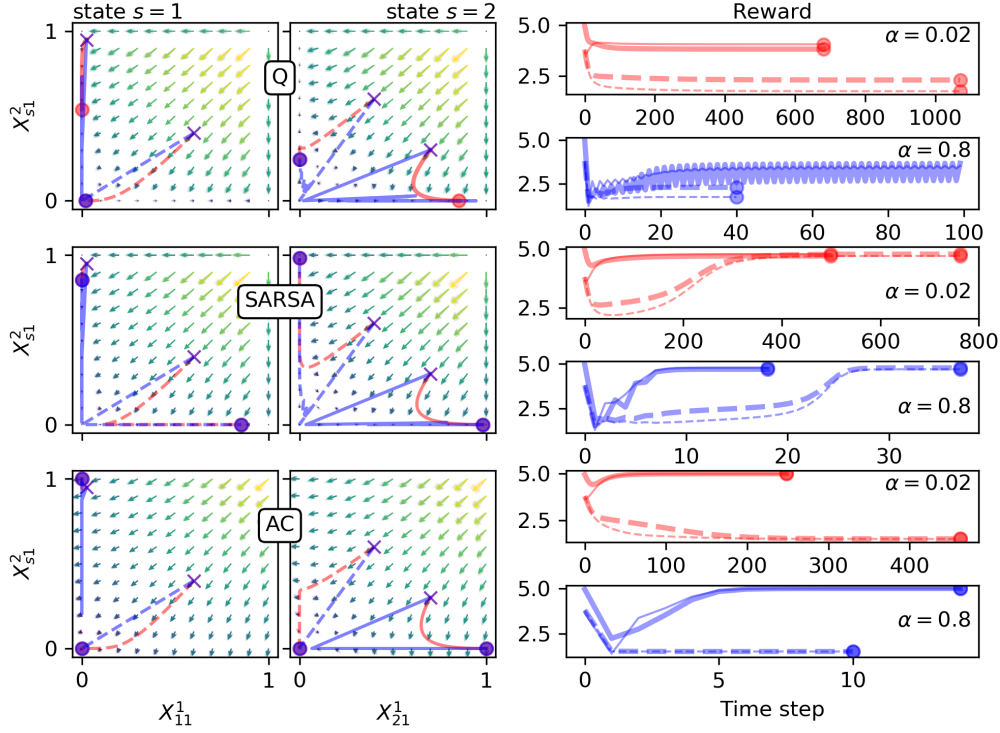 state s = 1
state s = 2
Reward
1
0
X²ₛ₁
Q
5.0
2.5
α = 0.02
0 200 400 600 800 1000
5.0
2.5
α = 0.8
0 20 40 60 80 100
1
0
X²ₛ₁
SARSA
5.0
2.5
α = 0.02
0 200 400 600 800
5.0
2.5
α = 0.8
0 10 20 30
1
0
X²ₛ₁
AC
0 1
0 1
X¹₁₁
X¹₂₁
5.0
2.5
α = 0.02
0 100 200 300 400
5.0
2.5
α = 0.8
0 5 10
Time step